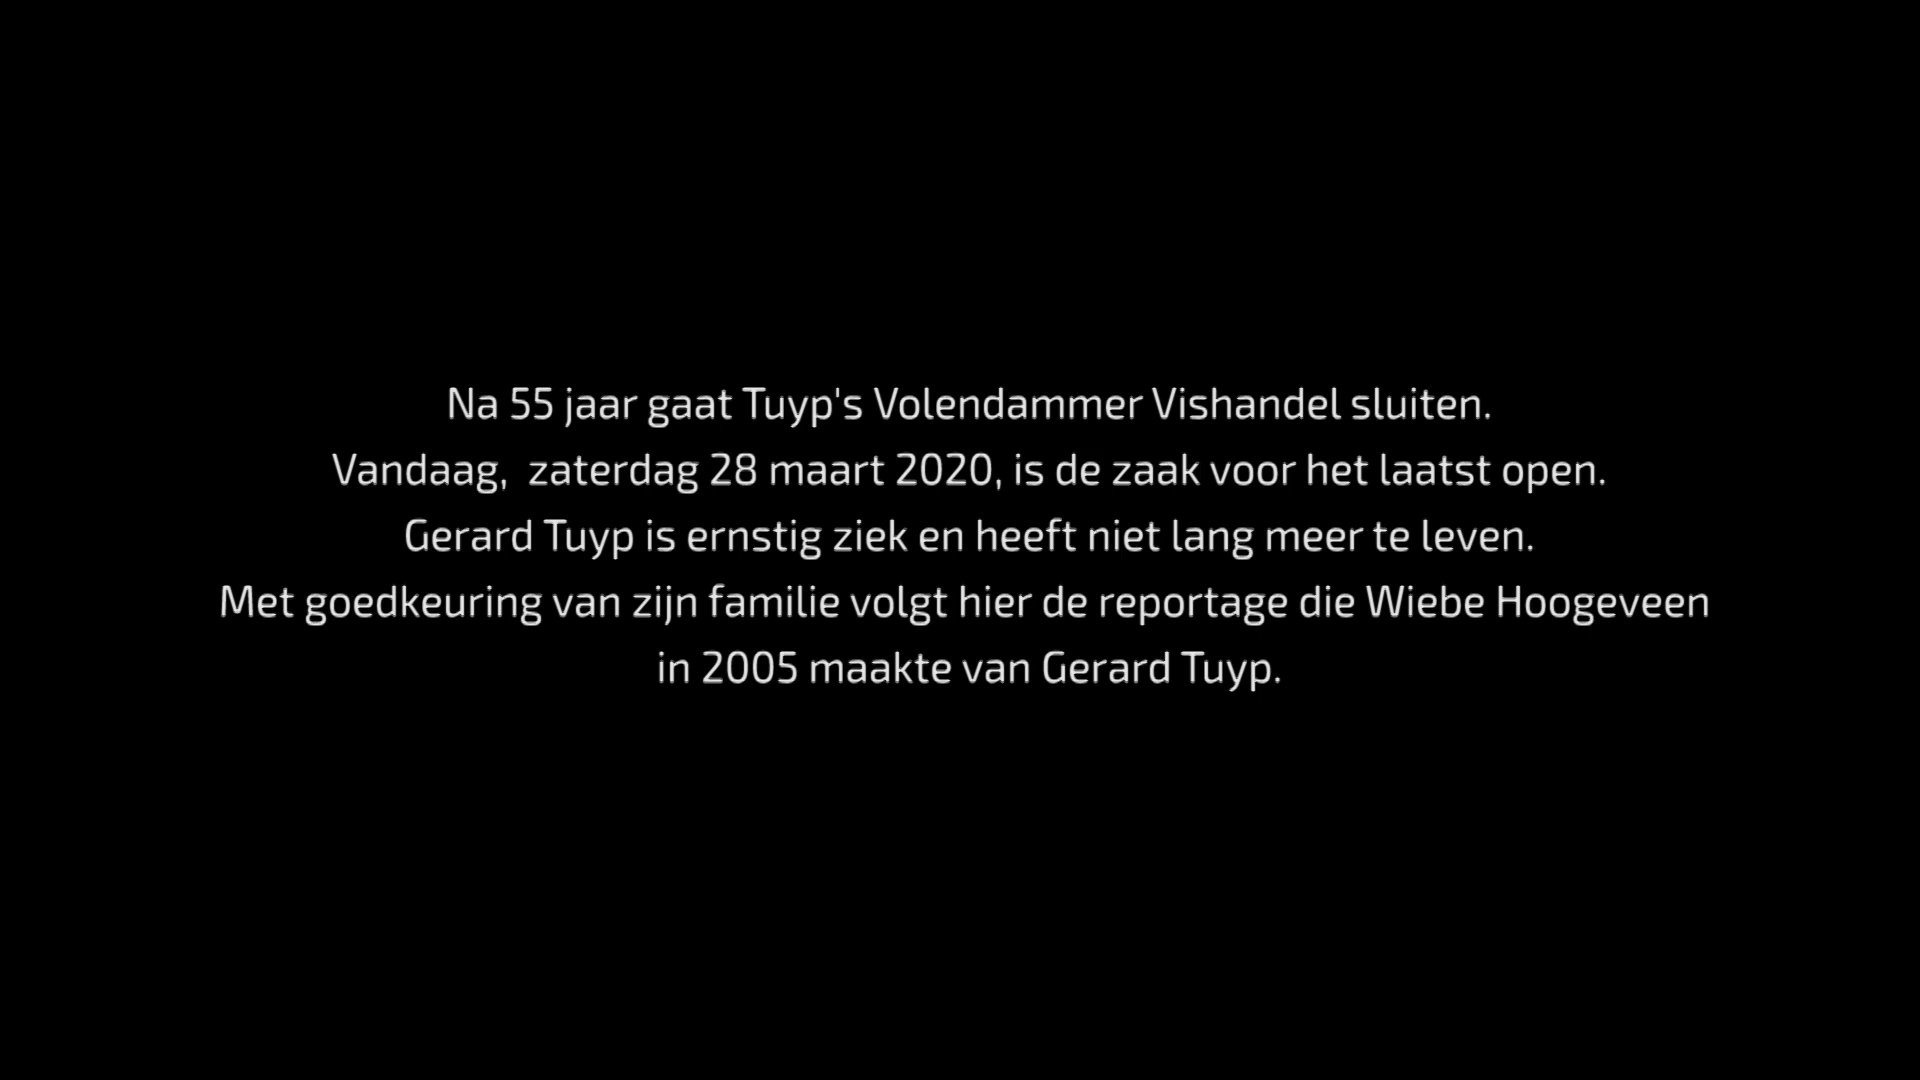 Na 55 jaar gaat Tuyp's Volendammer Vishandel sluiten.
Vandaag,  zaterdag 28 maart 2020, is de zaak voor het laatst open.
Gerard Tuyp is ernstig ziek en heeft niet lang meer te leven.
Met goedkeuring van zijn familie volgt hier de reportage die Wiebe Hoogeveen
in 2005 maakte van Gerard Tuyp.